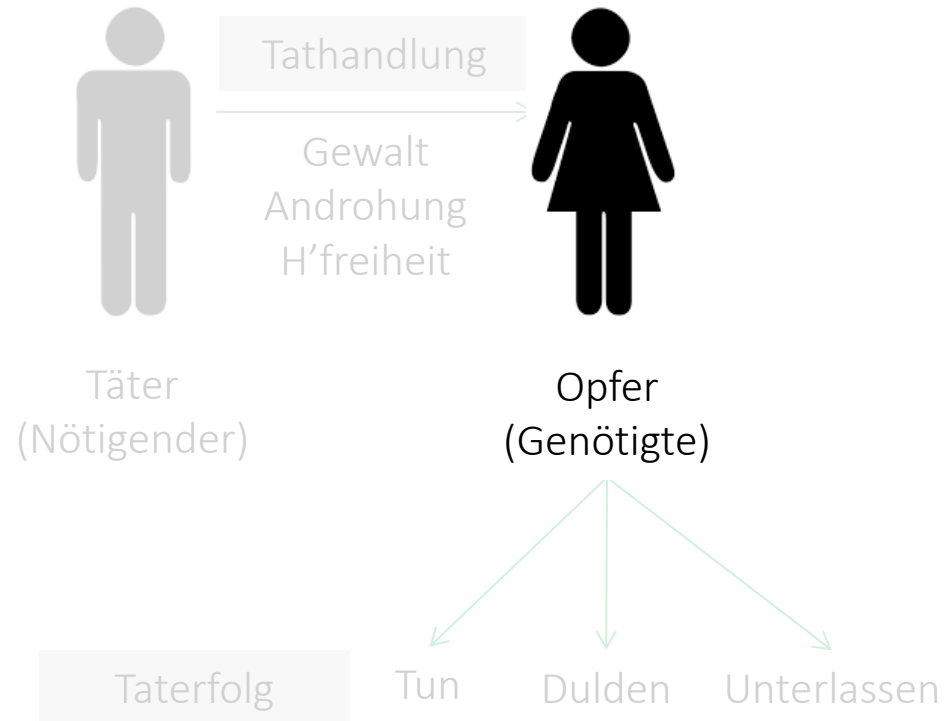 Tathandlung
Gewalt
Androhung
H’freiheit
Täter
(Nötigender)
Opfer
(Genötigte)
Taterfolg
Tun
Dulden
Unterlassen